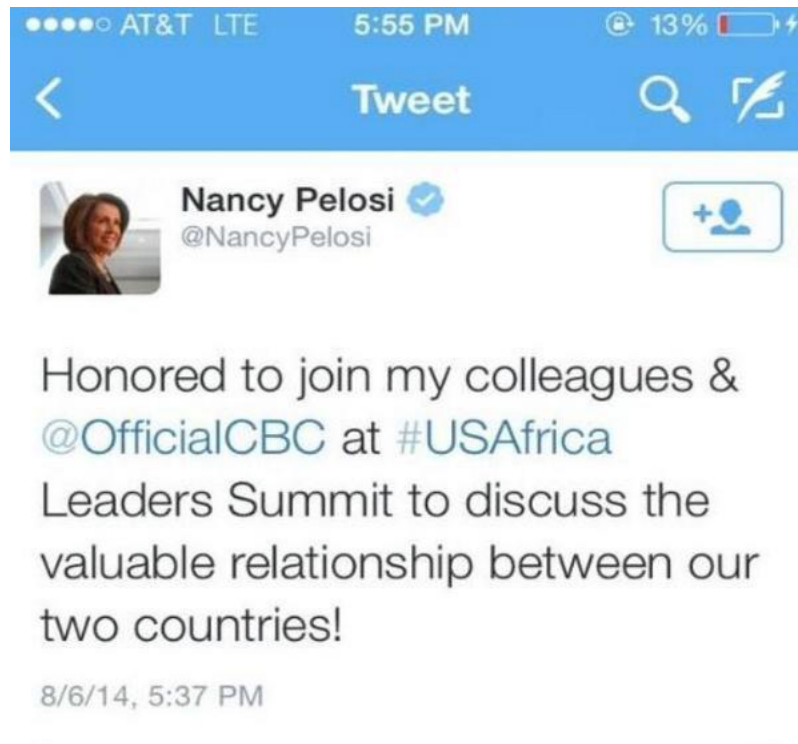 AT&T LTE 5:55 PM 13%
Tweet
Nancy Pelosi
@NancyPelosi
Honored to join my colleagues &
@OfficialCBC at #USAfrica
Leaders Summit to discuss the
valuable relationship between our
two countries!
8/6/14, 5:37 PM